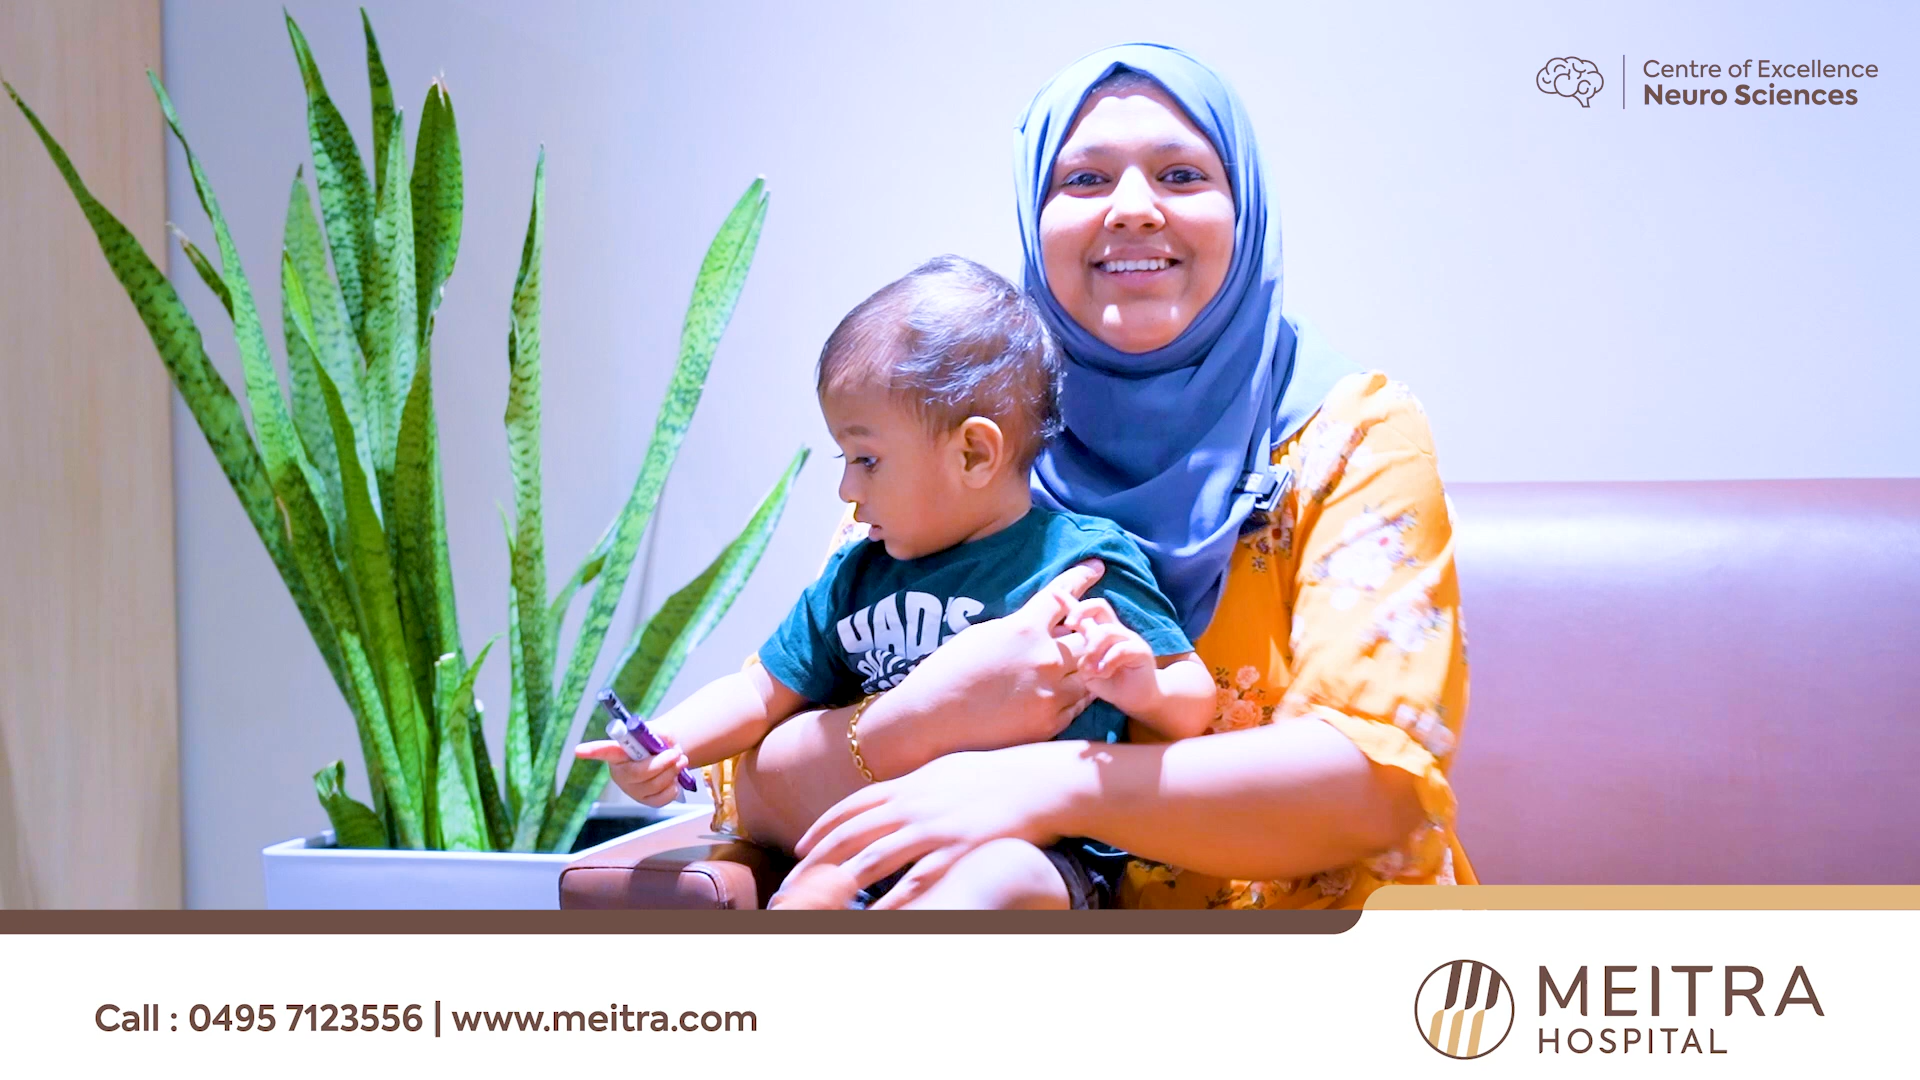 Centre of Excellence
Neuro Sciences
Call : 0495 7123556 | www.meitra.com
MEITRA
HOSPITAL